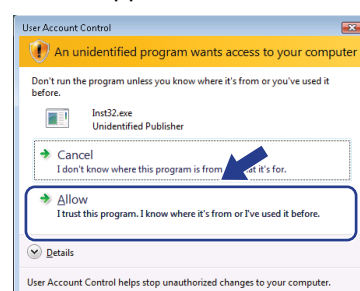 User Account Control
An unidentified program wants access to your computer
Don't run the program unless you know where it's from or you've used it
before.
Inst32.exe
Unidentified Publisher
Cancel
I don't know where this program is from at it's for.
Allow
I trust this program. I know where it's from or I've used it before.
Details
User Account Control helps stop unauthorized changes to your computer.